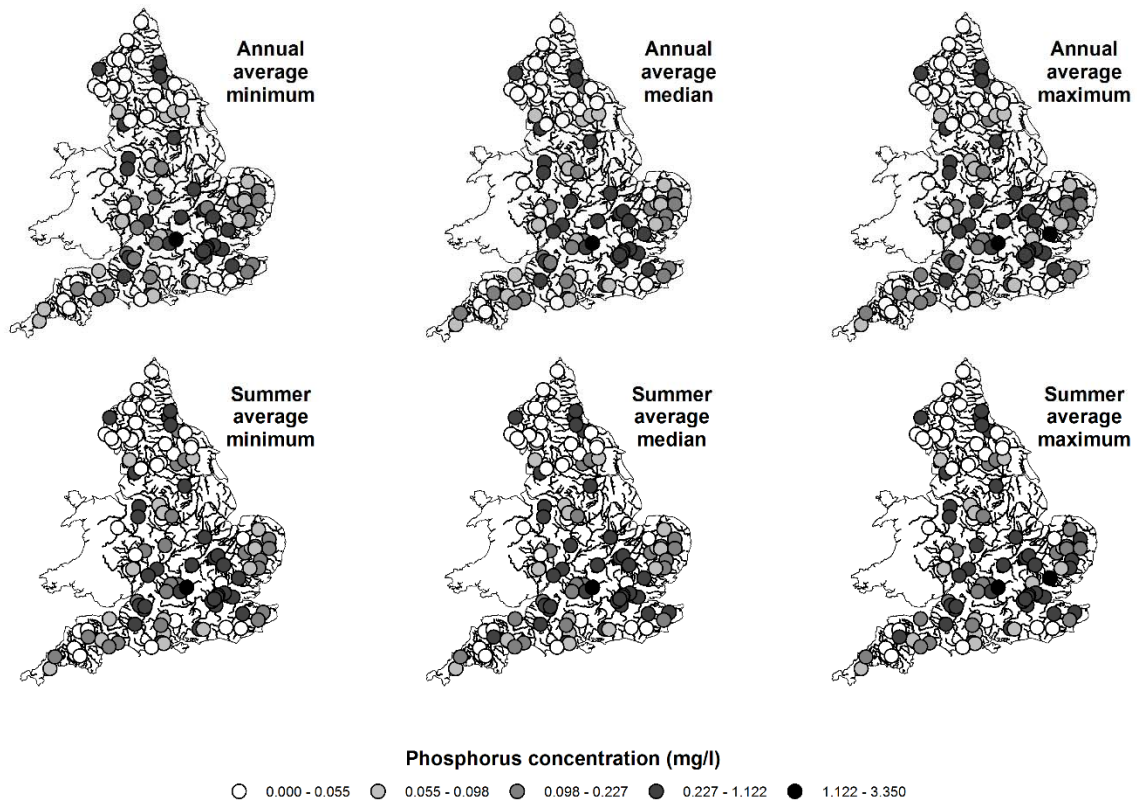 Annual
average
minimum
Annual
average
median
Annual
average
maximum
Summer
average
minimum
Summer
average
median
Summer
average
maximum
Phosphorus concentration (mg/l)
0.000 - 0.055 0.055 - 0.098 0.098 - 0.227 0.227 - 1.122 1.122 - 3.350